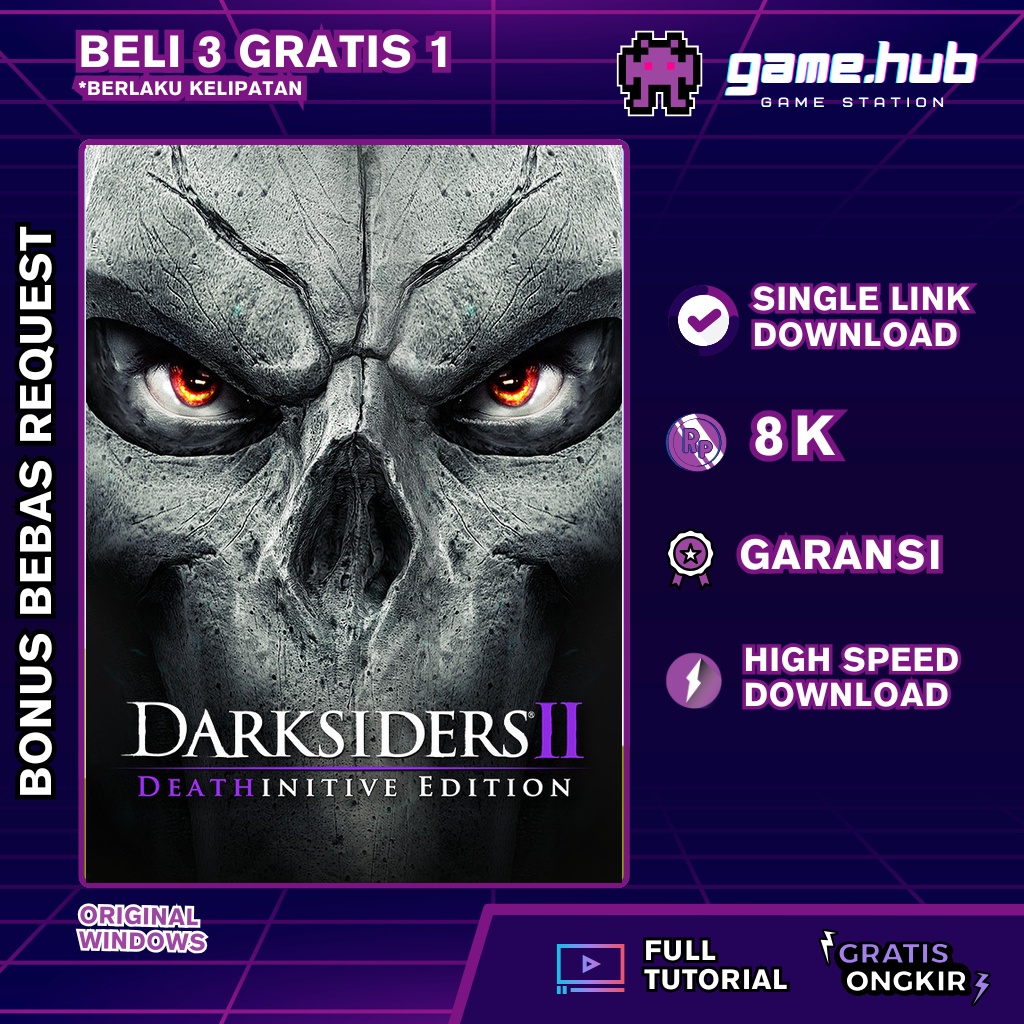 BELI 3 GRATIS 1
*BERLAKU KELIPATAN
game.hub
GAME STATION
BONUS BEBAS REQUEST
SINGLE LINK
DOWNLOAD
Rp
8K
GARANSI
HIGH SPEED
DOWNLOAD
DARKSIDERS® II
DEATHINITIVE EDITION
ORIGINAL
WINDOWS
FULL
TUTORIAL
GRATIS
ONGKIR